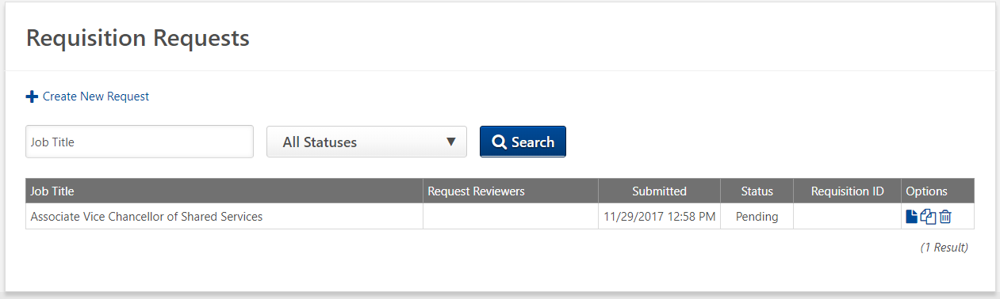 Requisition Requests
Create New Request
Job Title
All Statuses
Search
Job Title Request Reviewers Submitted Status Requisition ID Options
Associate Vice Chancellor of Shared Services 11/29/2017 12:58 PM Pending
(1 Result)